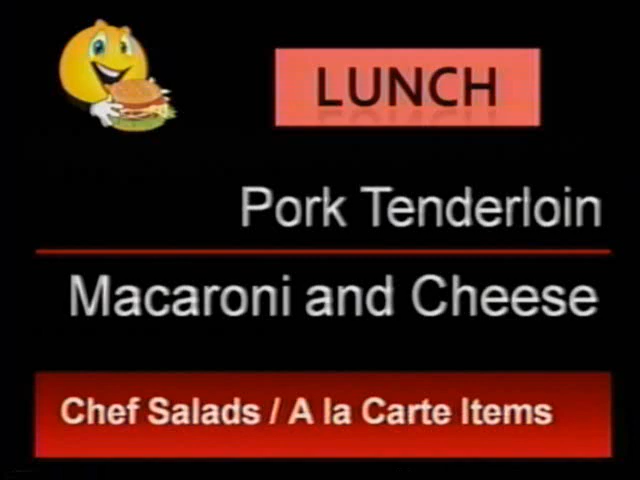 LUNCH
Pork Tenderloin
Macaroni and Cheese
Chef Salads / A la Carte Items